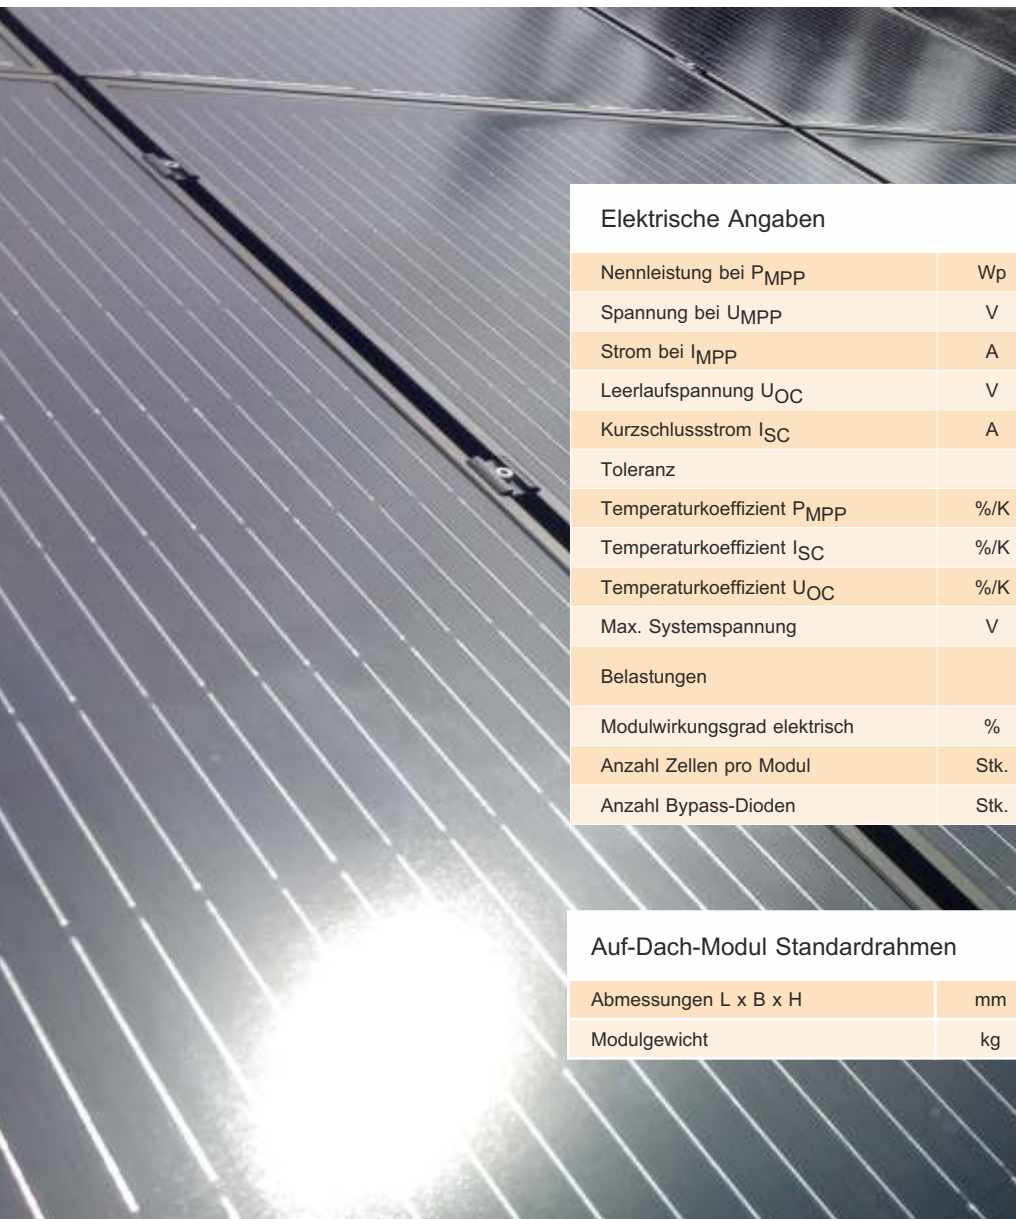 Elektrische Angaben
Nennleistung bei PMPP Wp
Spannung bei UMPP V
Strom bei IMPP A
Leerlaufspannung UOC V
Kurzschlussstrom ISC A
Toleranz
Temperaturkoeffizient PMPP %/K
Temperaturkoeffizient ISC %/K
Temperaturkoeffizient UOC %/K
Max. Systemspannung V
Belastungen
Modulwirkungsgrad elektrisch %
Anzahl Zellen pro Modul Stk.
Anzahl Bypass-Dioden Stk.
Auf-Dach-Modul Standardrahmen
Abmessungen L x B x H mm
Modulgewicht kg